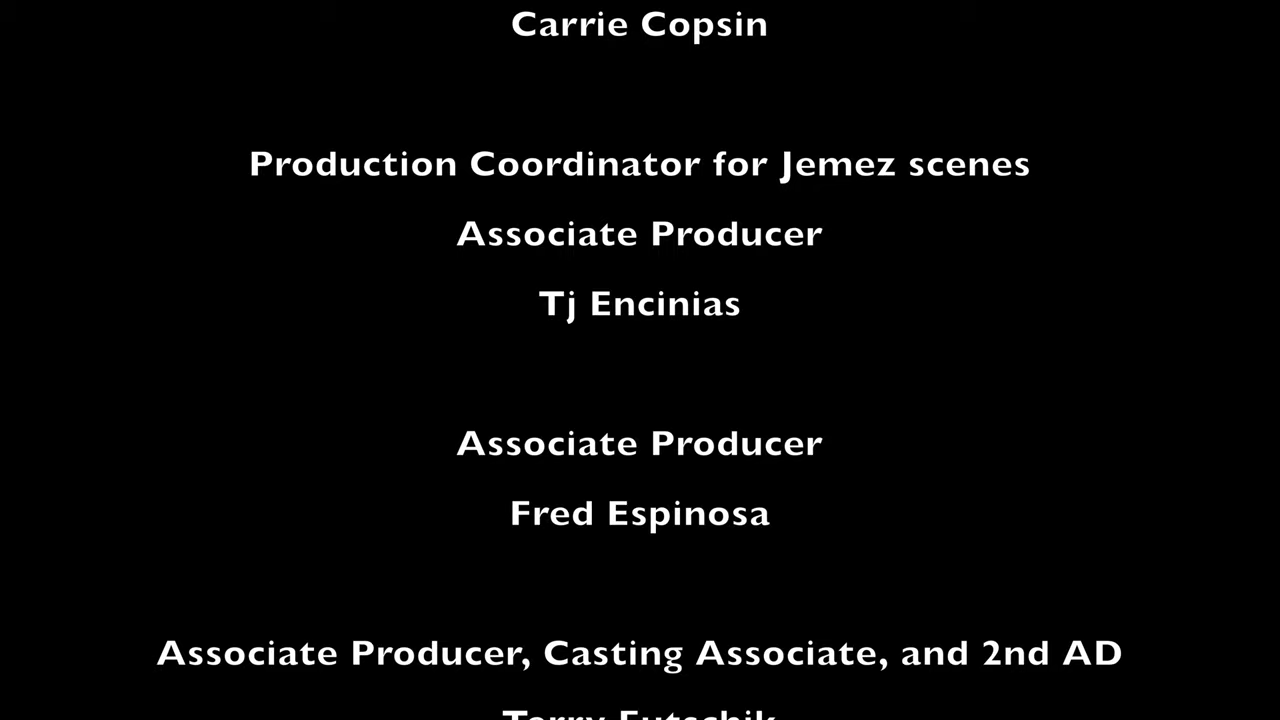 Carrie Copsin
Production Coordinator for Jemez scenes
Associate Producer
Tj Encinias
Associate Producer
Fred Espinosa
Associate Producer, Casting Associate, and 2nd AD